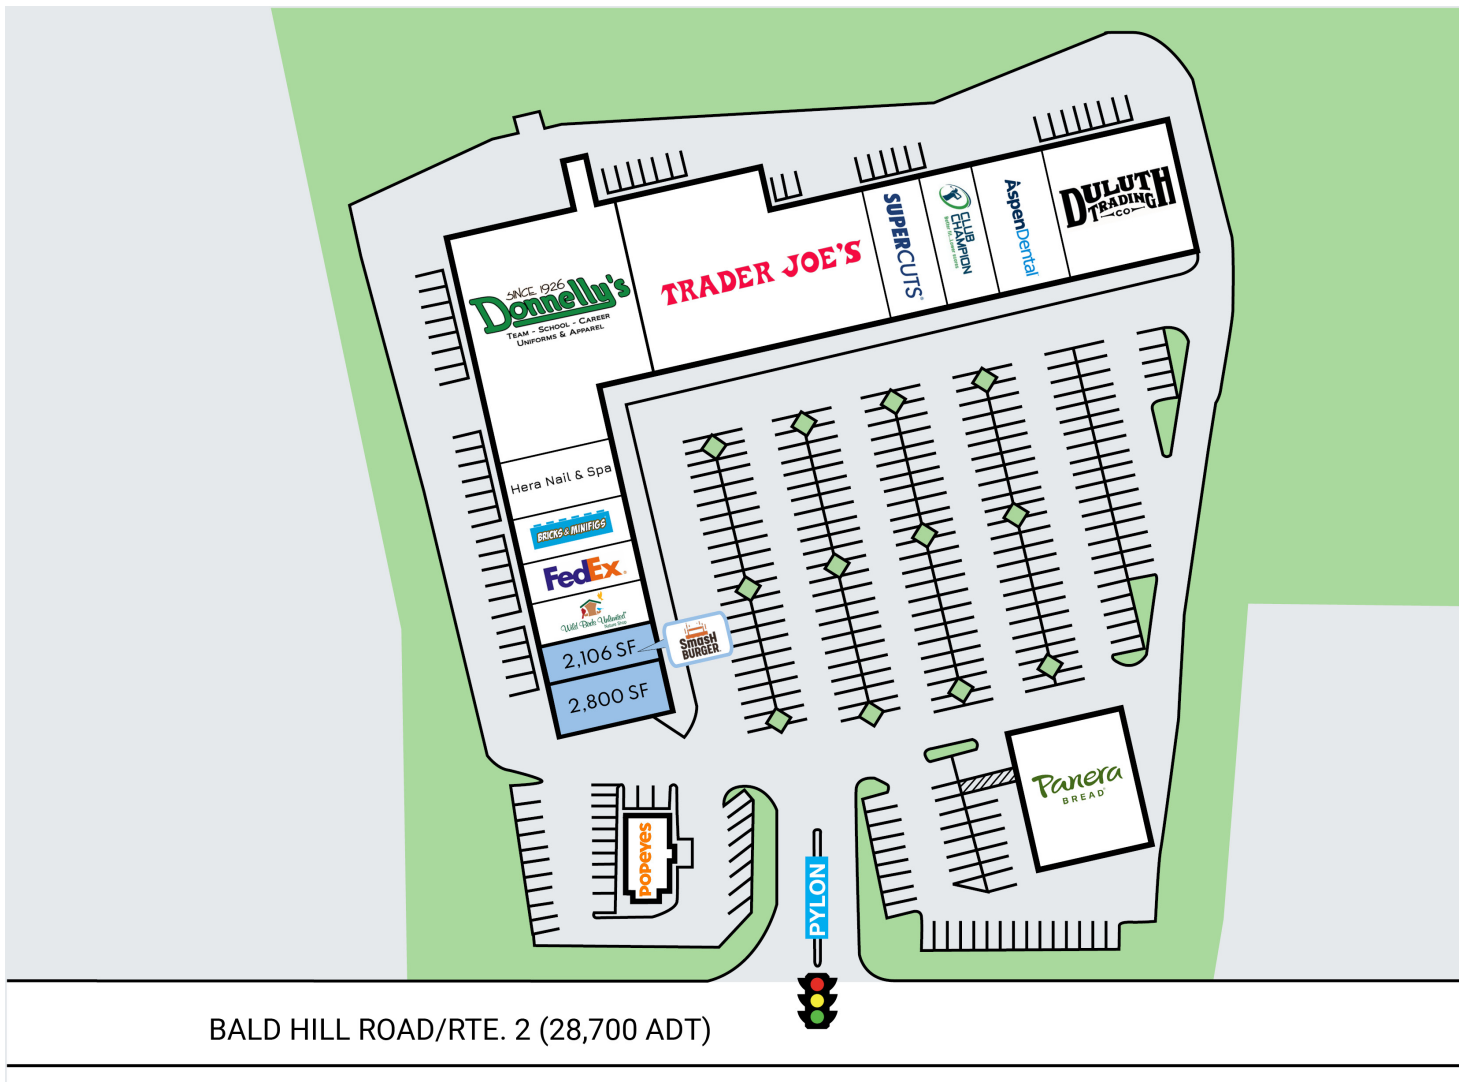 SINCE 1926
Donnelly's
TEAM - SCHOOL - CAREER
UNIFORMS & APPAREL
TRADER JOE'S
SUPERCUTS
CLUB
CHAMPION
AspenDental
DULUTH
TRADING
CO
Hera Nail & Spa
BRICKS & MINIFIGS
FedEx
Wild Birds Unlimited
Nature Shop
2,106 SF
SMASH
BURGER
2,800 SF
Panera
BREAD
POPEYES
PYLON
BALD HILL ROAD/RTE. 2 (28,700 ADT)